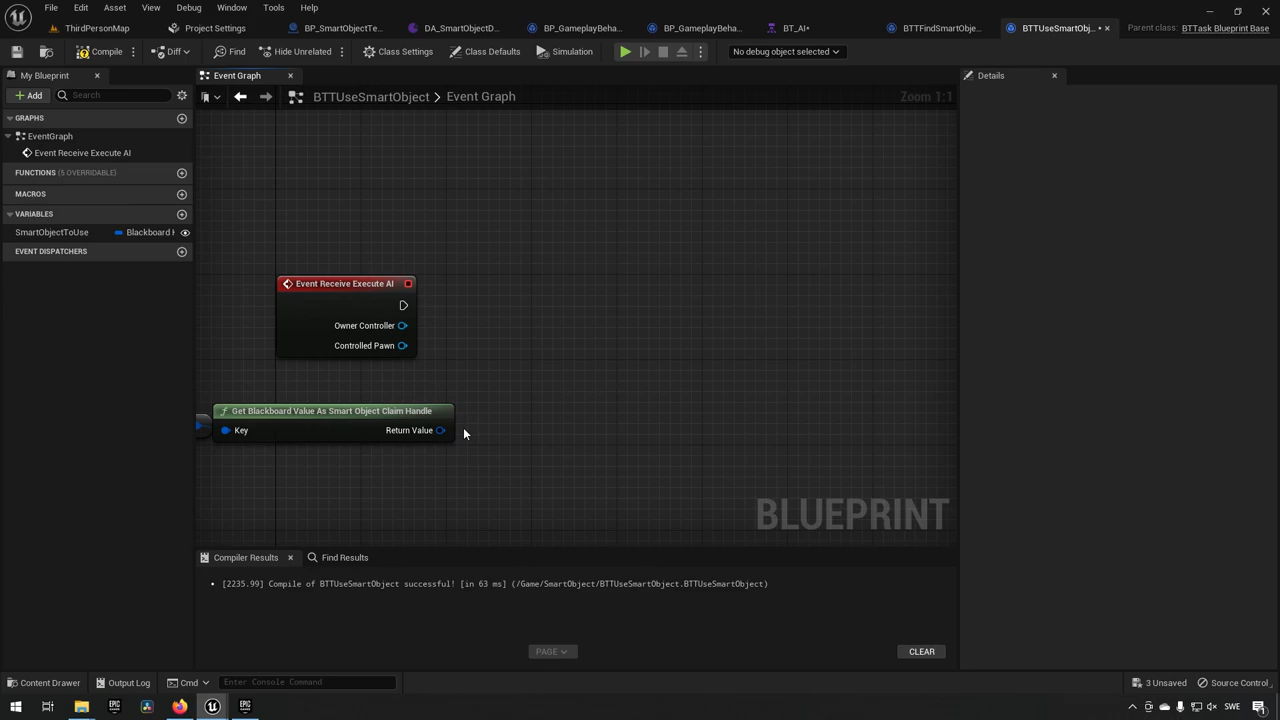 File Edit Asset View Debug Window Tools Help
ThirdPersonMap Project Settings BP_SmartObjectTe... DA_SmartObjectD... BP_GameplayBeha... BP_GameplayBeha... BT_AI* BTTFindSmartObje... BTTUseSmartObj... Parent class: BTTask Blueprint Base
Compile Diff Find Hide Unrelated Class Settings Class Defaults Simulation No debug object selected
My Blueprint Event Graph Details
Add Search BTTUseSmartObject > Event Graph Zoom 1:1
GRAPHS
EventGraph
Event Receive Execute AI
FUNCTIONS (5 OVERRIDABLE)
MACROS
VARIABLES
SmartObjectToUse Blackboard
EVENT DISPATCHERS
Event Receive Execute AI
Owner Controller
Controlled Pawn
Get Blackboard Value As Smart Object Claim Handle
Key Return Value
BLUEPRINT
Compiler Results Find Results
[2235.99] Compile of BTTUseSmartObject successful! [in 63 ms] (/Game/SmartObject/BTTUseSmartObject.BTTUseSmartObject)
PAGE CLEAR
Content Drawer Output Log Cmd Enter Console Command 3 Unsaved Source Control
EPIC GAMES EPIC GAMES SWE